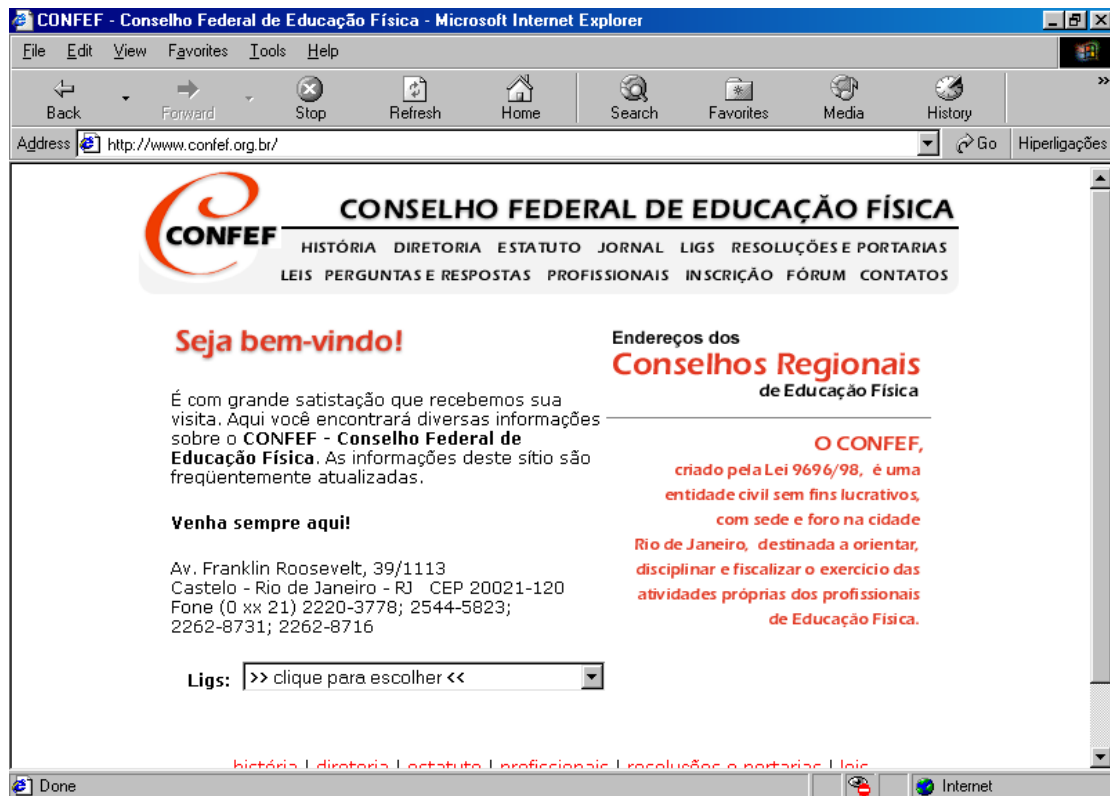 CONFEF - Conselho Federal de Educação Física - Microsoft Internet Explorer
File Edit View Favorites Tools Help
Back Forward Stop Refresh Home Search Favorites Media History »
Address http://www.confef.org.br/ Go Hiperligações
CONFEF
CONSELHO FEDERAL DE EDUCAÇÃO FÍSICA
HISTÓRIA DIRETORIA ESTATUTO JORNAL LIGS RESOLUÇÕES E PORTARIAS
LEIS PERGUNTAS E RESPOSTAS PROFISSIONAIS INSCRIÇÃO FÓRUM CONTATOS
Seja bem-vindo!
É com grande satistação que recebemos sua
visita. Aqui você encontrará diversas informações
sobre o CONFEF - Conselho Federal de
Educação Física. As informações deste sítio são
freqüentemente atualizadas.
Venha sempre aqui!
Av. Franklin Roosevelt, 39/1113
Castelo - Rio de Janeiro - RJ CEP 20021-120
Fone (0 xx 21) 2220-3778; 2544-5823;
2262-8731; 2262-8716
Ligs: >> clique para escolher <<
Endereços dos
Conselhos Regionais
de Educação Física
O CONFEF,
criado pela Lei 9696/98, é uma
entidade civil sem fins lucrativos,
com sede e foro na cidade
Rio de Janeiro, destinada a orientar,
disciplinar e fiscalizar o exercício das
atividades próprias dos profissionais
de Educação Física.
história | diretoria | estatuto | profissionais | resoluções e portarias | leis
Done Internet